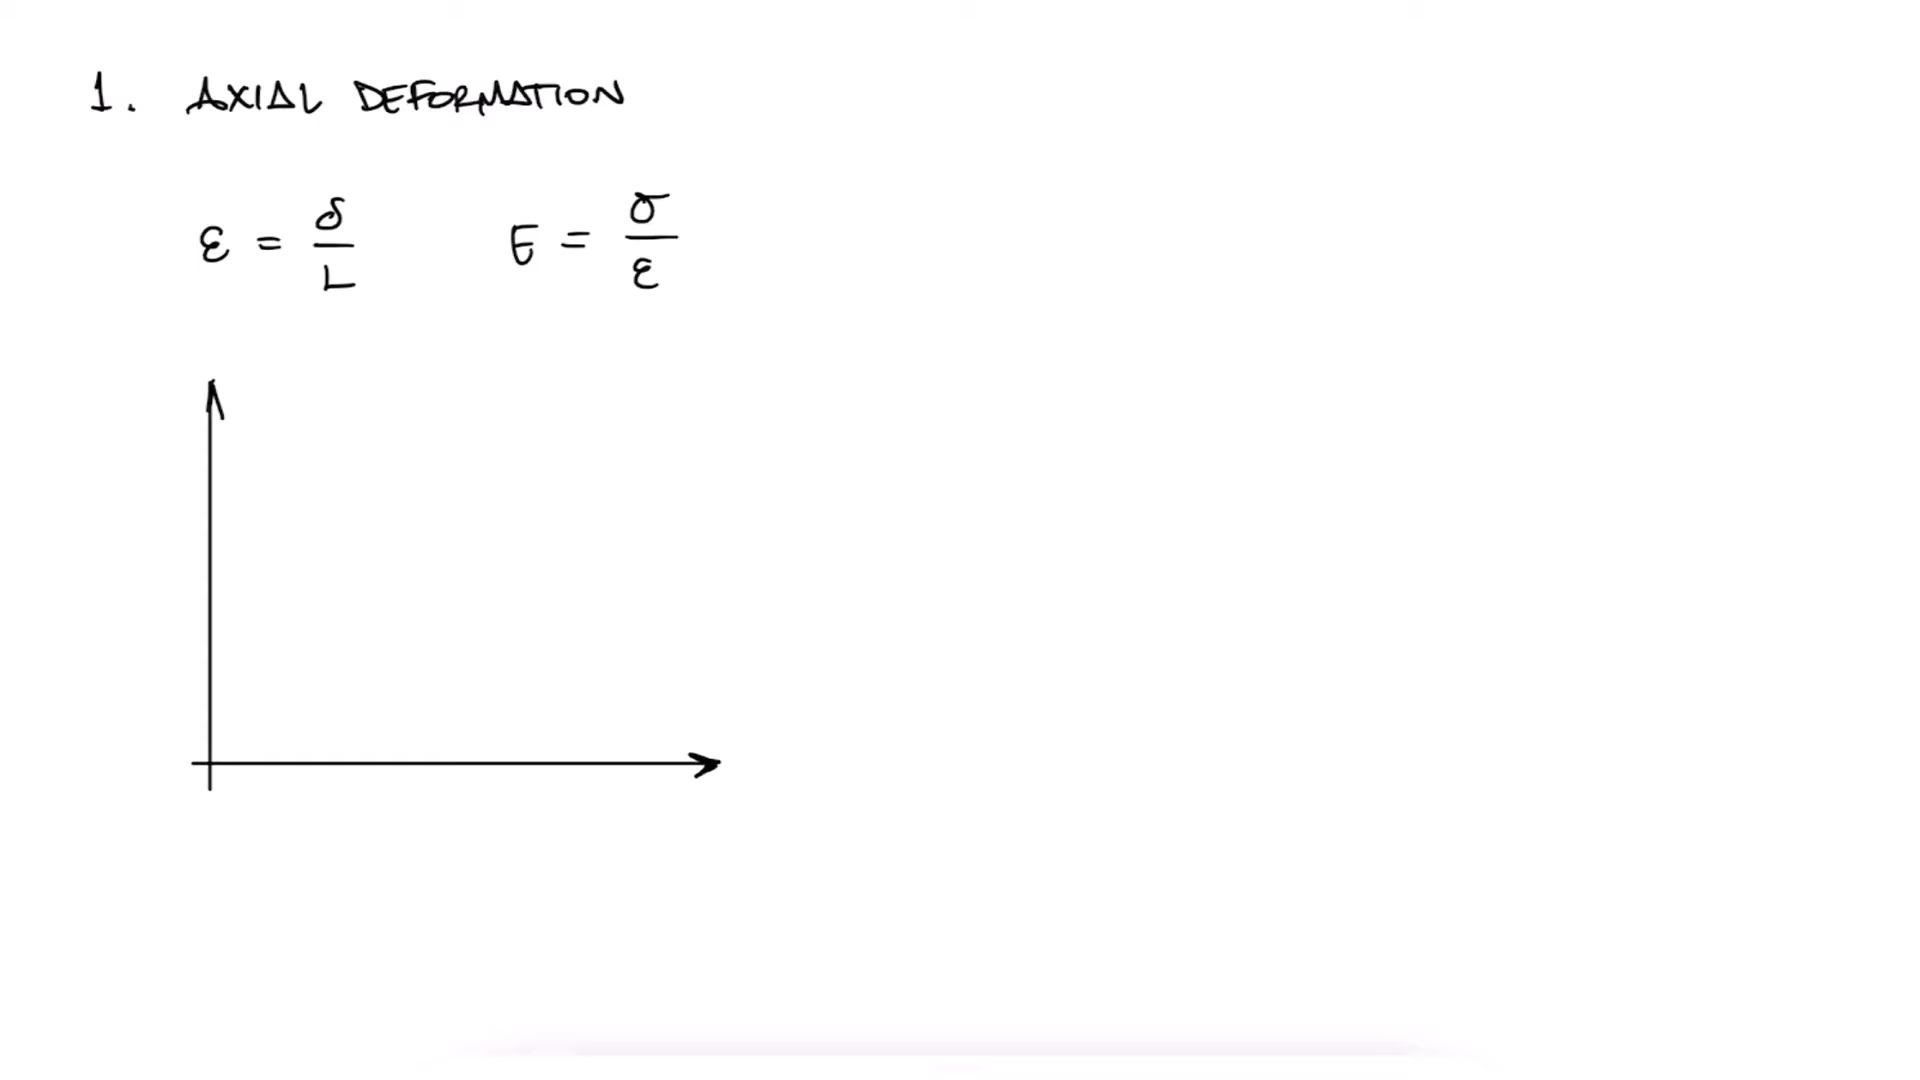 1. AXIAL DEFORMATION
ε = δ/L E = σ/ε